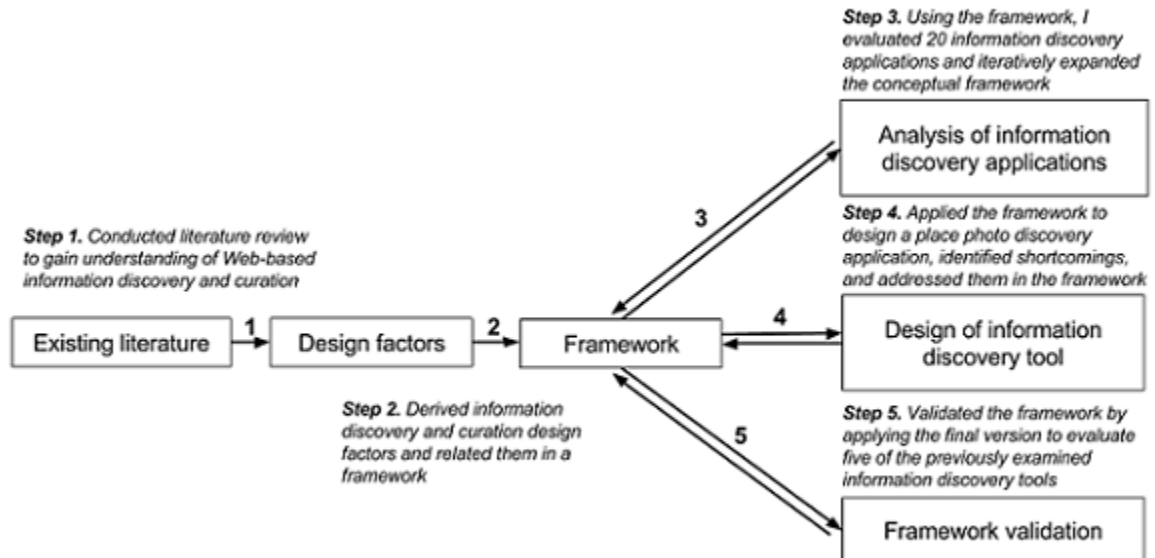 Step 3. Using the framework, I
evaluated 20 information discovery
applications and iteratively expanded
the conceptual framework
Analysis of information
discovery applications
3
Step 1. Conducted literature review
to gain understanding of Web-based
information discovery and curation
Step 4. Applied the framework to
design a place photo discovery
application, identified shortcomings,
and addressed them in the framework
Existing literature
1
Design factors
2
Framework
4
Design of information
discovery tool
Step 2. Derived information
discovery and curation design
factors and related them in a
framework
5
Step 5. Validated the framework by
applying the final version to evaluate
five of the previously examined
information discovery tools
Framework validation